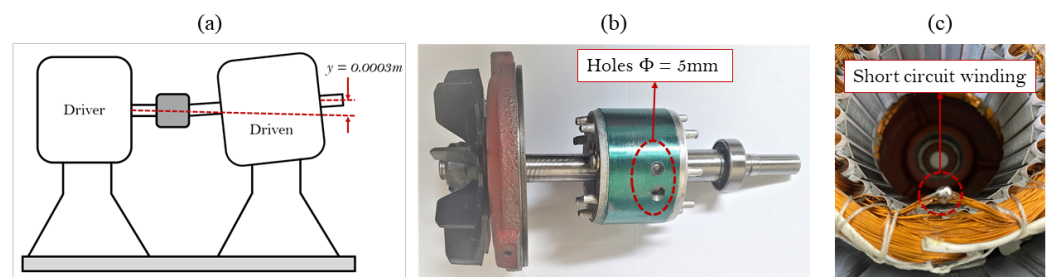 (a)
(b)
(c)
y = 0.0003m
Driver
Driven
Holes Φ = 5mm
Short circuit winding